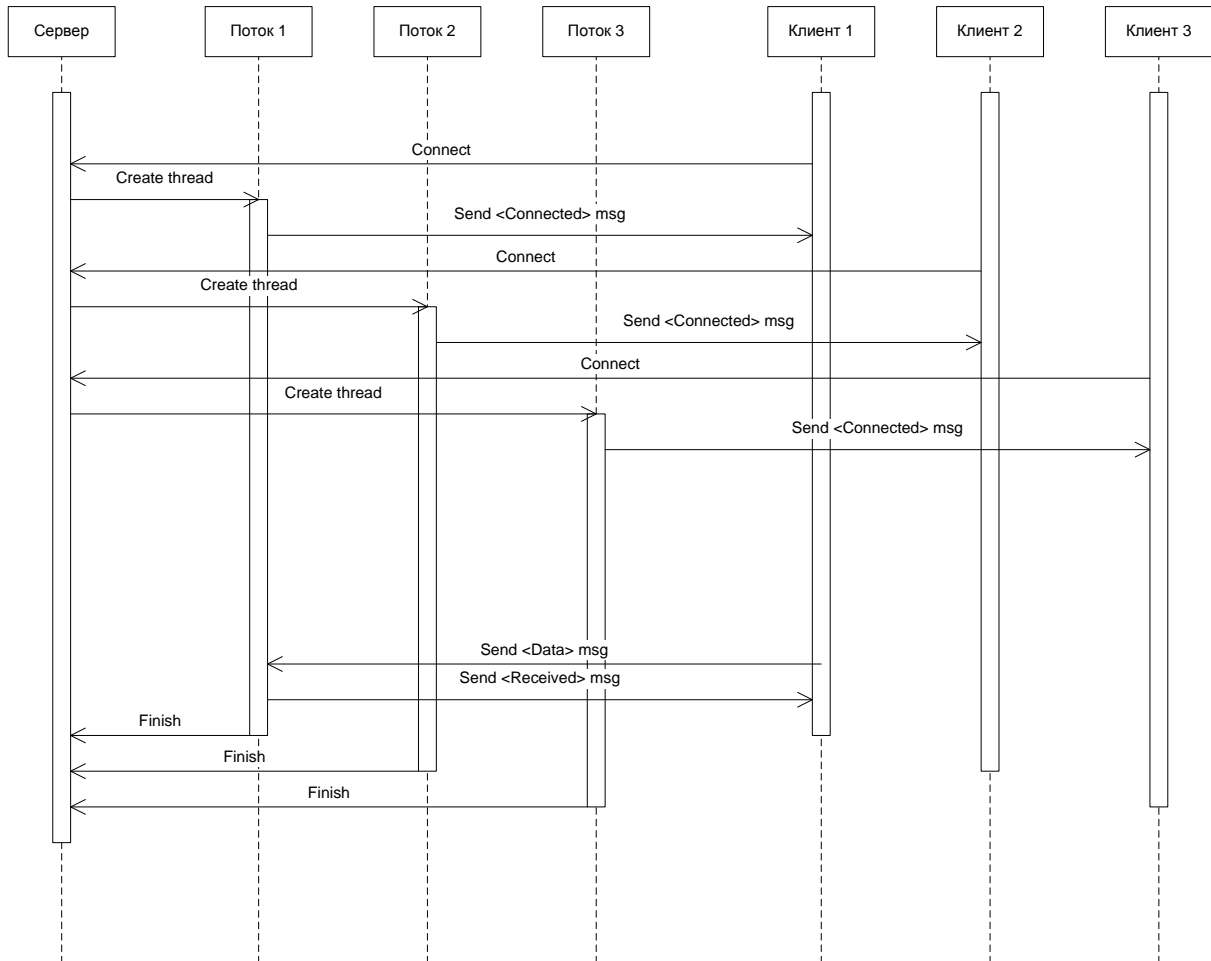 Сервер
Поток 1
Поток 2
Поток 3
Клиент 1
Клиент 2
Клиент 3
Connect
Create thread
Send <Connected> msg
Connect
Create thread
Send <Connected> msg
Connect
Create thread
Send <Connected> msg
Send <Data> msg
Send <Received> msg
Finish
Finish
Finish